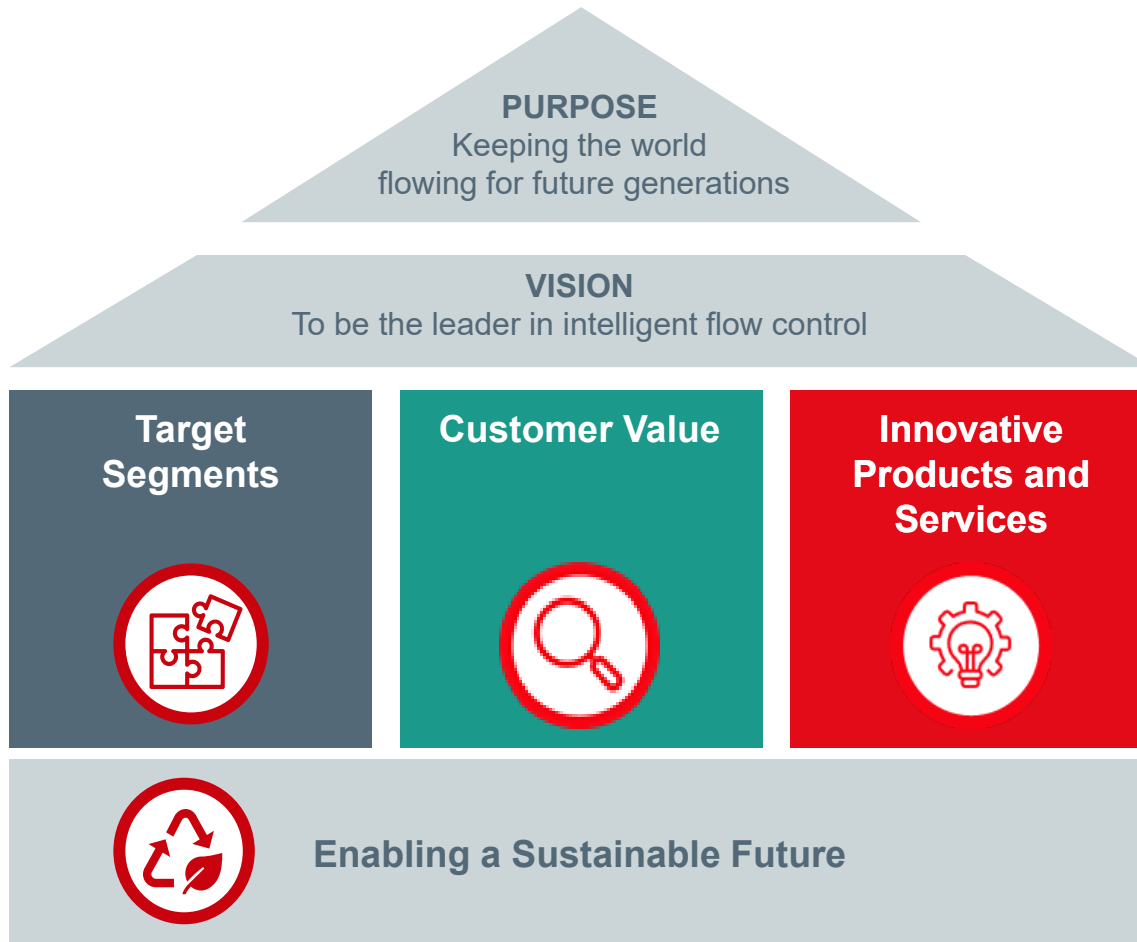 PURPOSE
Keeping the world
flowing for future generations
VISION
To be the leader in intelligent flow control
Target
Segments
Customer Value
Innovative
Products and
Services
Enabling a Sustainable Future